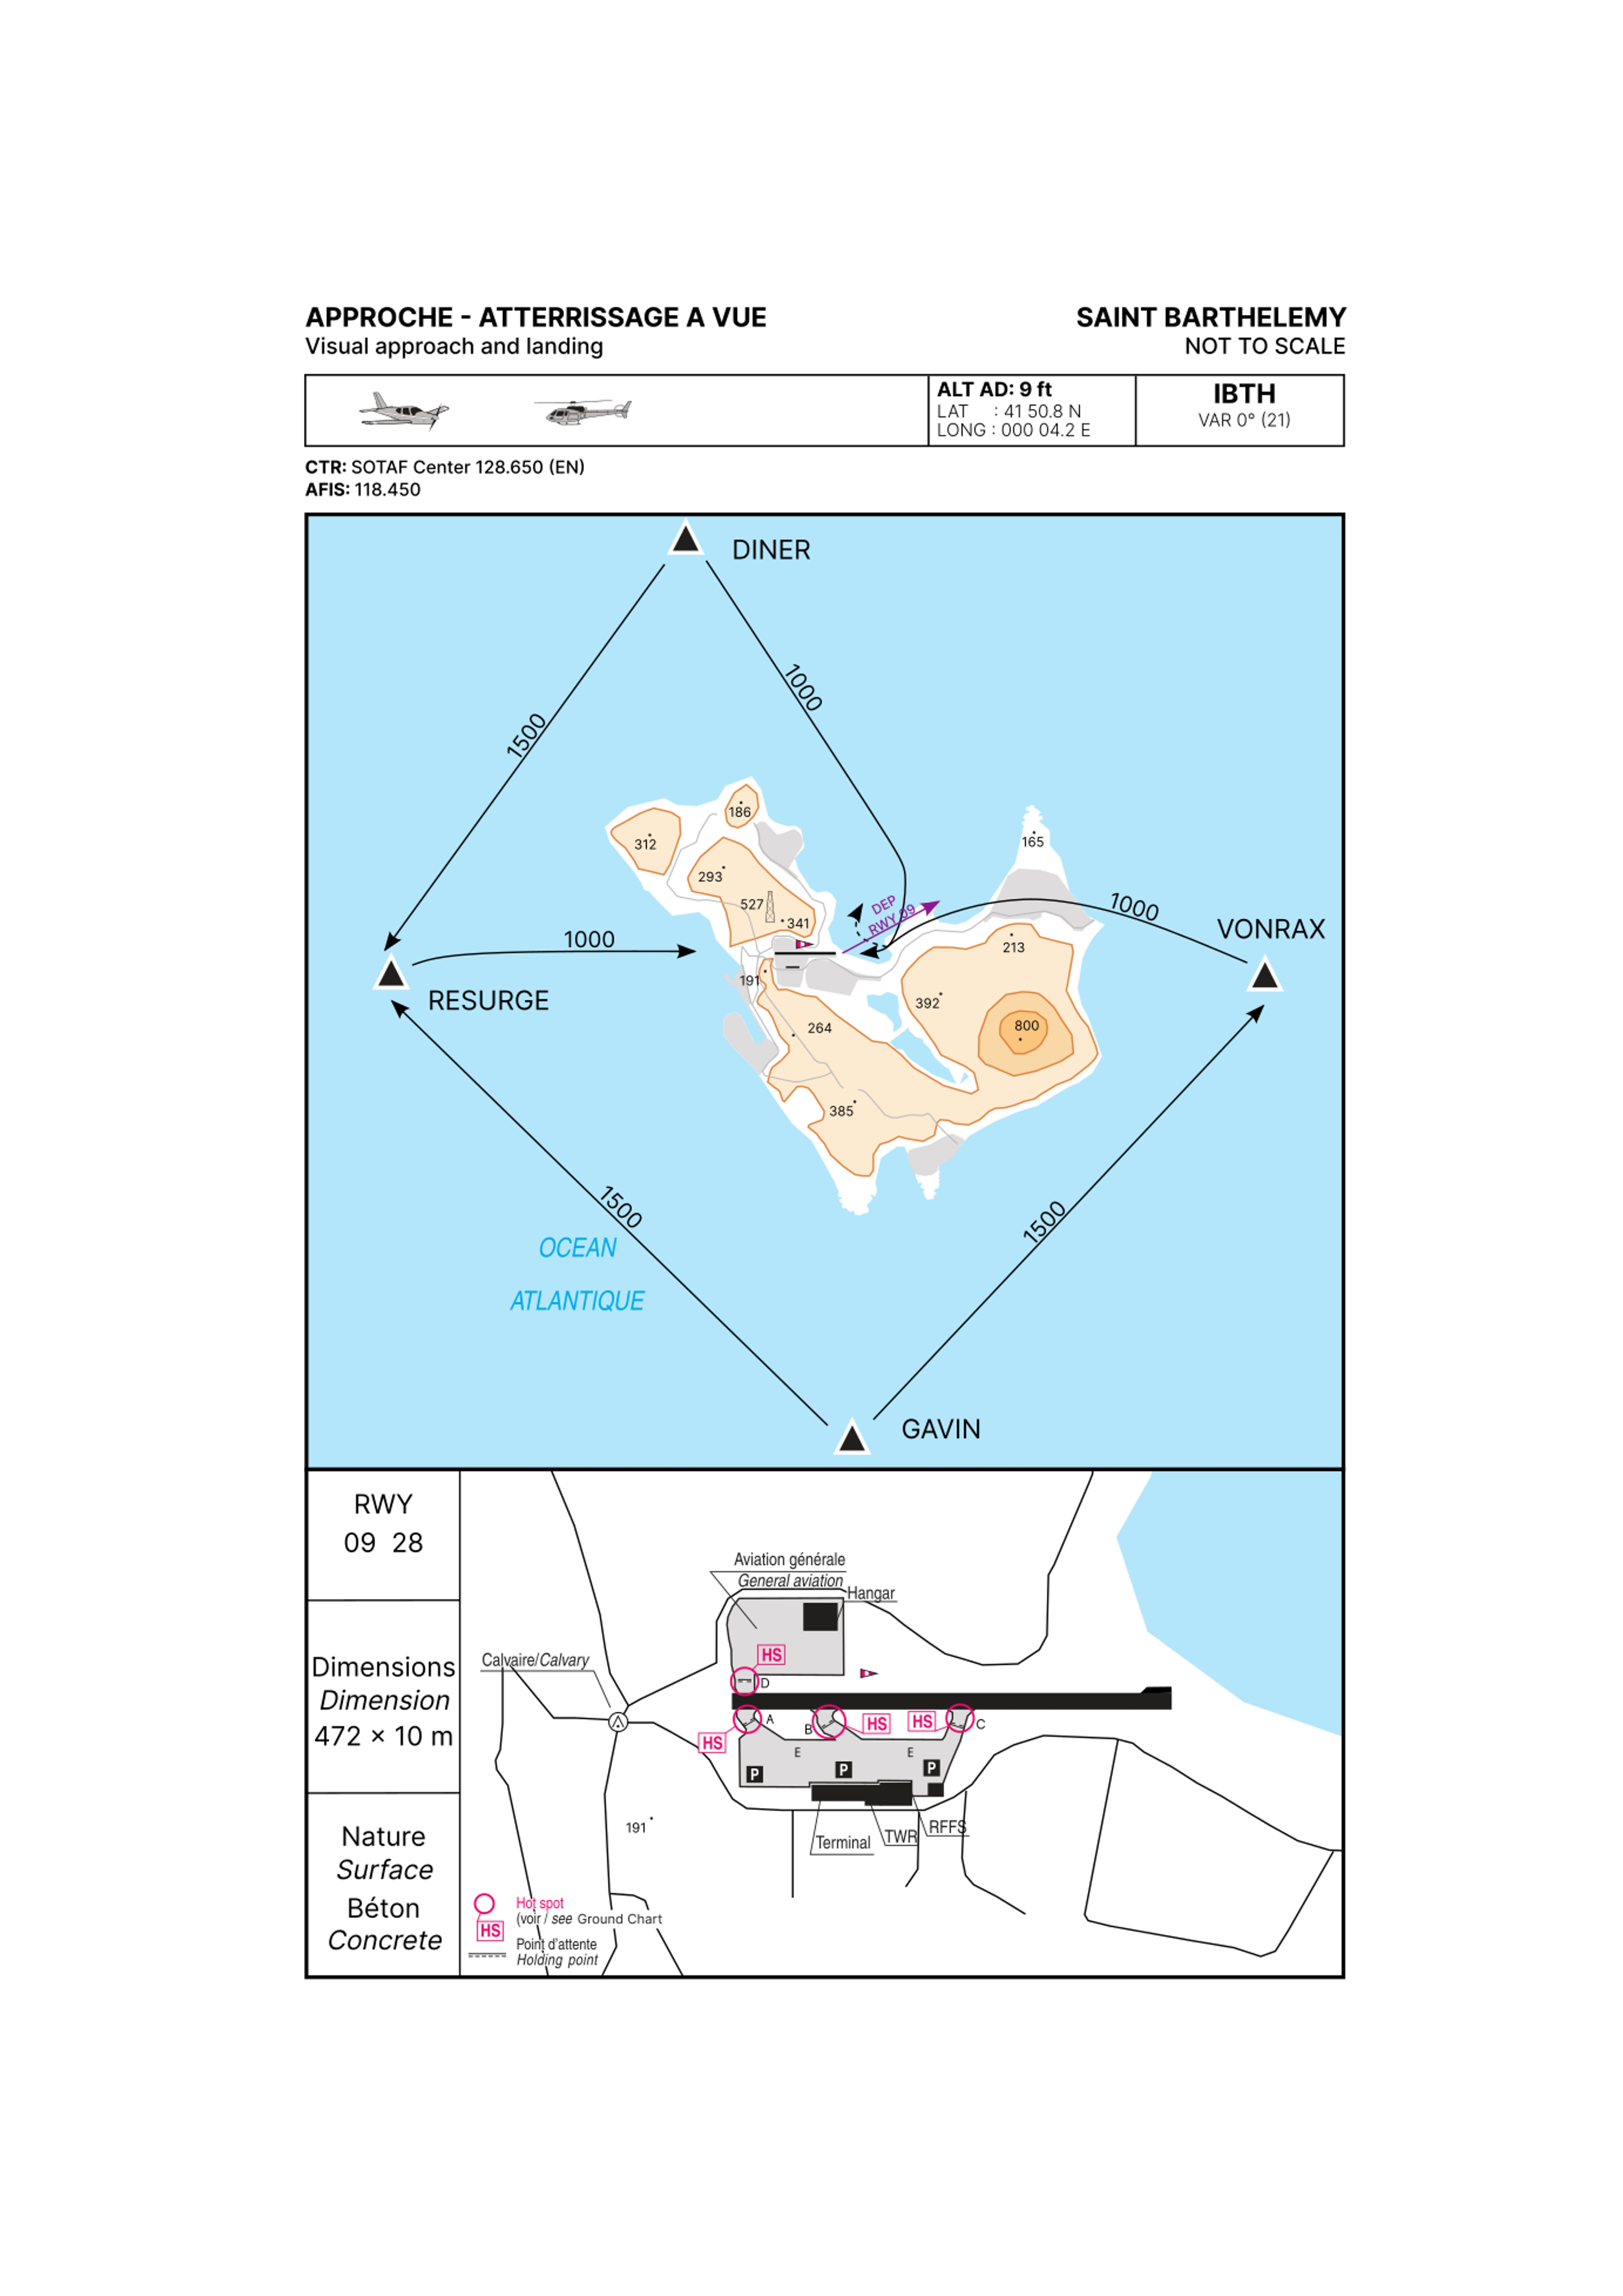 APPROCHE - ATTERRISSAGE A VUE
Visual approach and landing
SAINT BARTHELEMY
NOT TO SCALE
ALT AD: 9 ft
LAT : 41 50.8 N
LONG : 000 04.2 E
IBTH
VAR 0° (21)
CTR: SOTAF Center 128.650 (EN)
AFIS: 118.450
DINER
1000
1500
186
312
165
293
527
341
DEP
RWY 09
1000
VONRAX
1000
213
191
392
RESURGE
264
800
385
1500
1500
OCEAN
ATLANTIQUE
GAVIN
RWY
09 28
Dimensions
Dimension
472 × 10 m
Nature
Surface
Béton
Concrete
Aviation générale
General aviation
Hangar
Calvaire/Calvary
HS
D
A
B
HS
HS
C
HS
E
E
P
P
P
191
Terminal
TWR
RFFS
Hot spot
(voir / see Ground Chart
HS
Point d'attente
Holding point